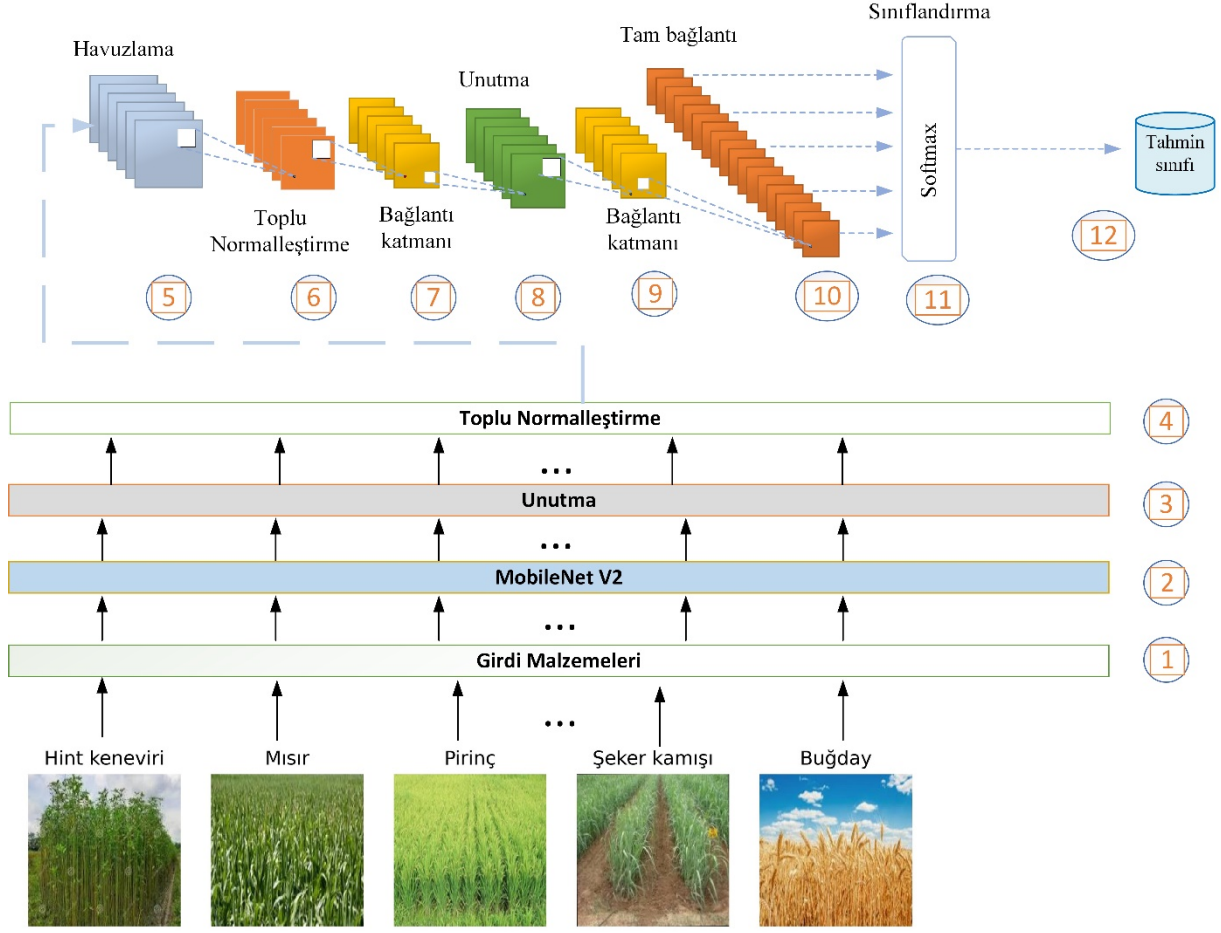 Sınıflandırma
Tam bağlantı
Havuzlama
Unutma
Softmax
Tahmin
sınıfı
Toplu
Normalleştirme
Bağlantı
katmanı
Bağlantı
katmanı
12
5
6
7
8
9
10
11
Toplu Normalleştirme
4
...
Unutma
3
...
MobileNet V2
2
...
Girdi Malzemeleri
1
...
Hint keneviri
Mısır
Pirinç
Şeker kamışı
Buğday